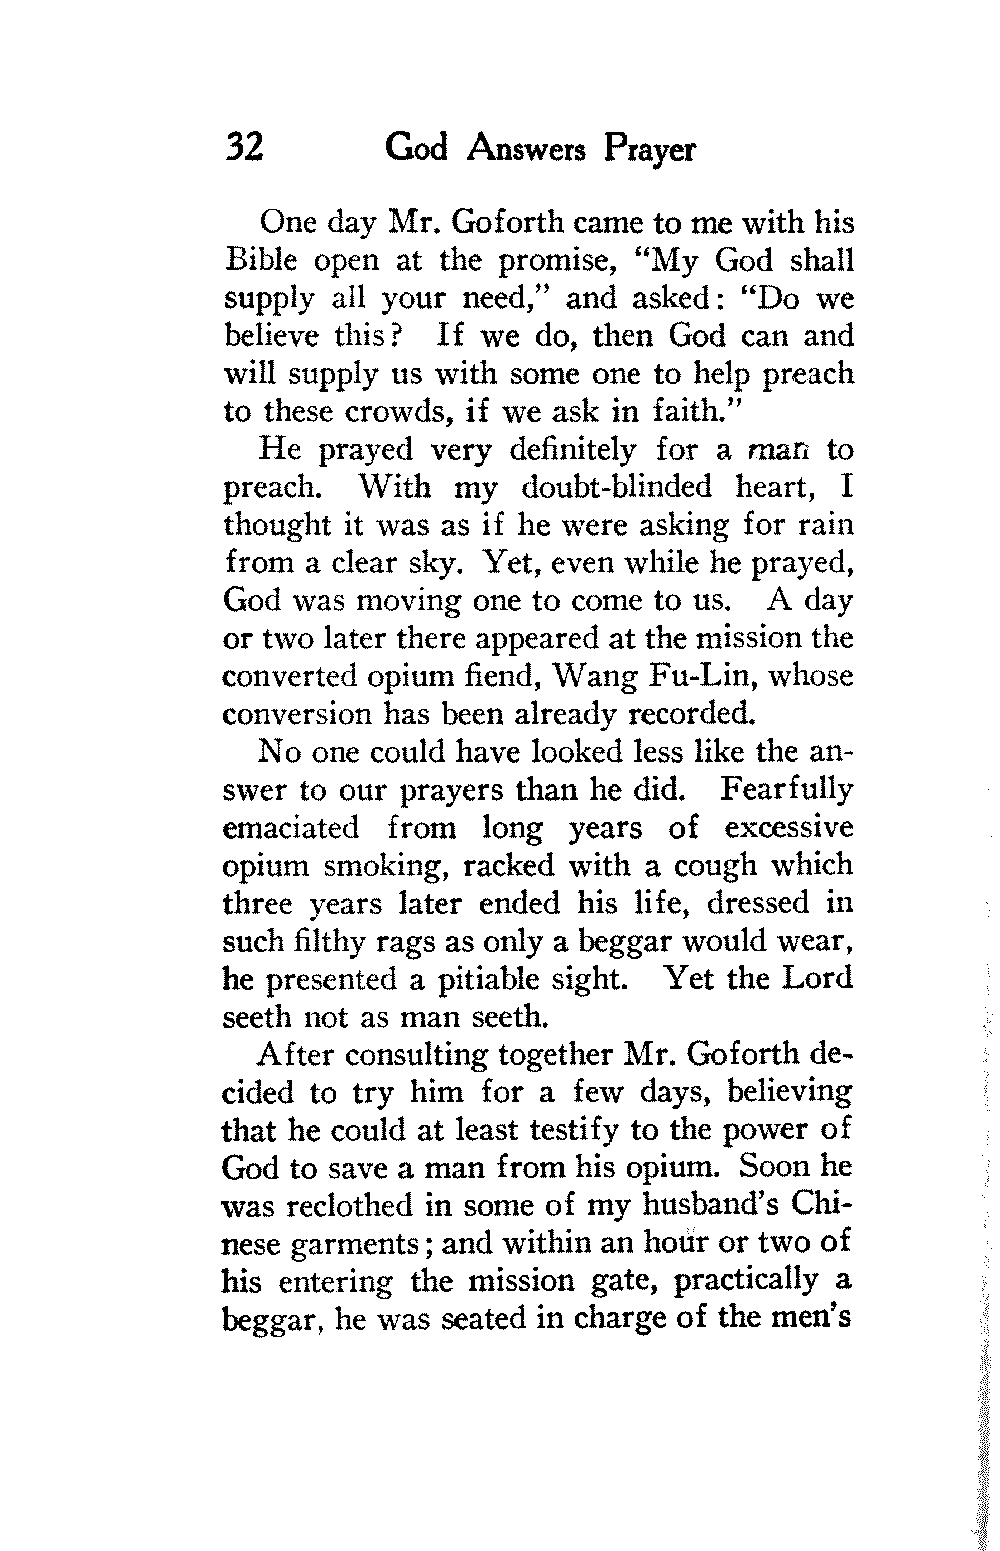 32 God Answers Prayer
One day Mr. Goforth came to me with his
Bible open at the promise, “My God shall
supply all your need,” and asked: “Do we
believe this? If we do, then God can and
will supply us with some one to help preach
to these crowds, if we ask in faith.”
He prayed very definitely for a man to
preach. With my doubt-blinded heart, I
thought it was as if he were asking for rain
from a clear sky. Yet, even while he prayed,
God was moving one to come to us. A day
or two later there appeared at the mission the
converted opium fiend, Wang Fu-Lin, whose
conversion has been already recorded.
No one could have looked less like the an-
swer to our prayers than he did. Fearfully
emaciated from long years of excessive
opium smoking, racked with a cough which
three years later ended his life, dressed in
such filthy rags as only a beggar would wear,
he presented a pitiable sight. Yet the Lord
seeth not as man seeth.
After consulting together Mr. Goforth de-
cided to try him for a few days, believing
that he could at least testify to the power of
God to save a man from his opium. Soon he
was reclothed in some of my husband’s Chi-
nese garments; and within an hour or two of
his entering the mission gate, practically a
beggar, he was seated in charge of the men’s